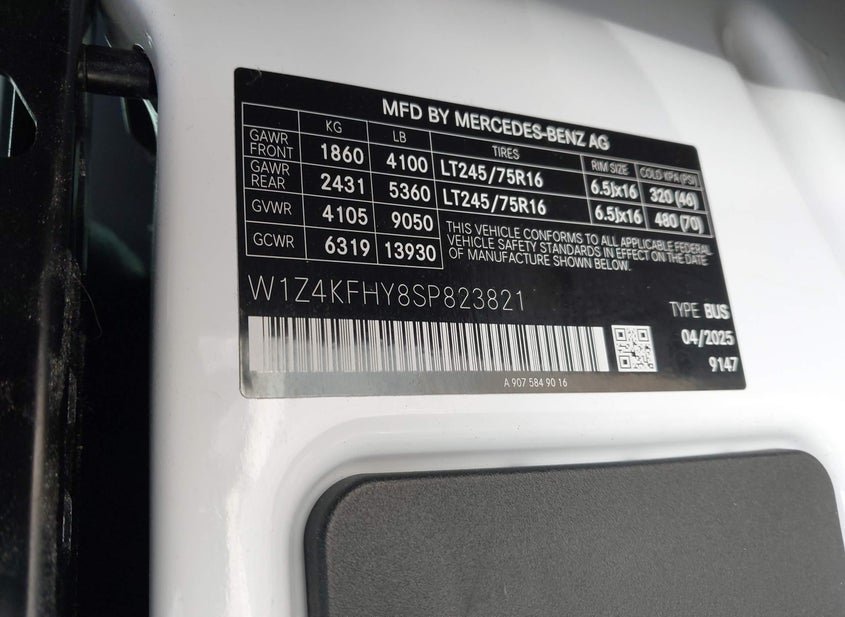 MFD BY MERCEDES-BENZ AG
KG LB TIRES RIM SIZE COLD KPA (PSI)
GAWR FRONT 1860 4100 LT245/75R16 6.5Jx16 320 (46)
GAWR REAR 2431 5360 LT245/75R16 6.5Jx16 480 (70)
GVWR 4105 9050
GCWR 6319 13930
THIS VEHICLE CONFORMS TO ALL APPLICABLE FEDERAL
VEHICLE SAFETY STANDARDS IN EFFECT ON THE DATE
OF MANUFACTURE SHOWN BELOW.
W1Z4KFHY8SP823821
TYPE BUS
04/2025
9147
A 907 584 90 16